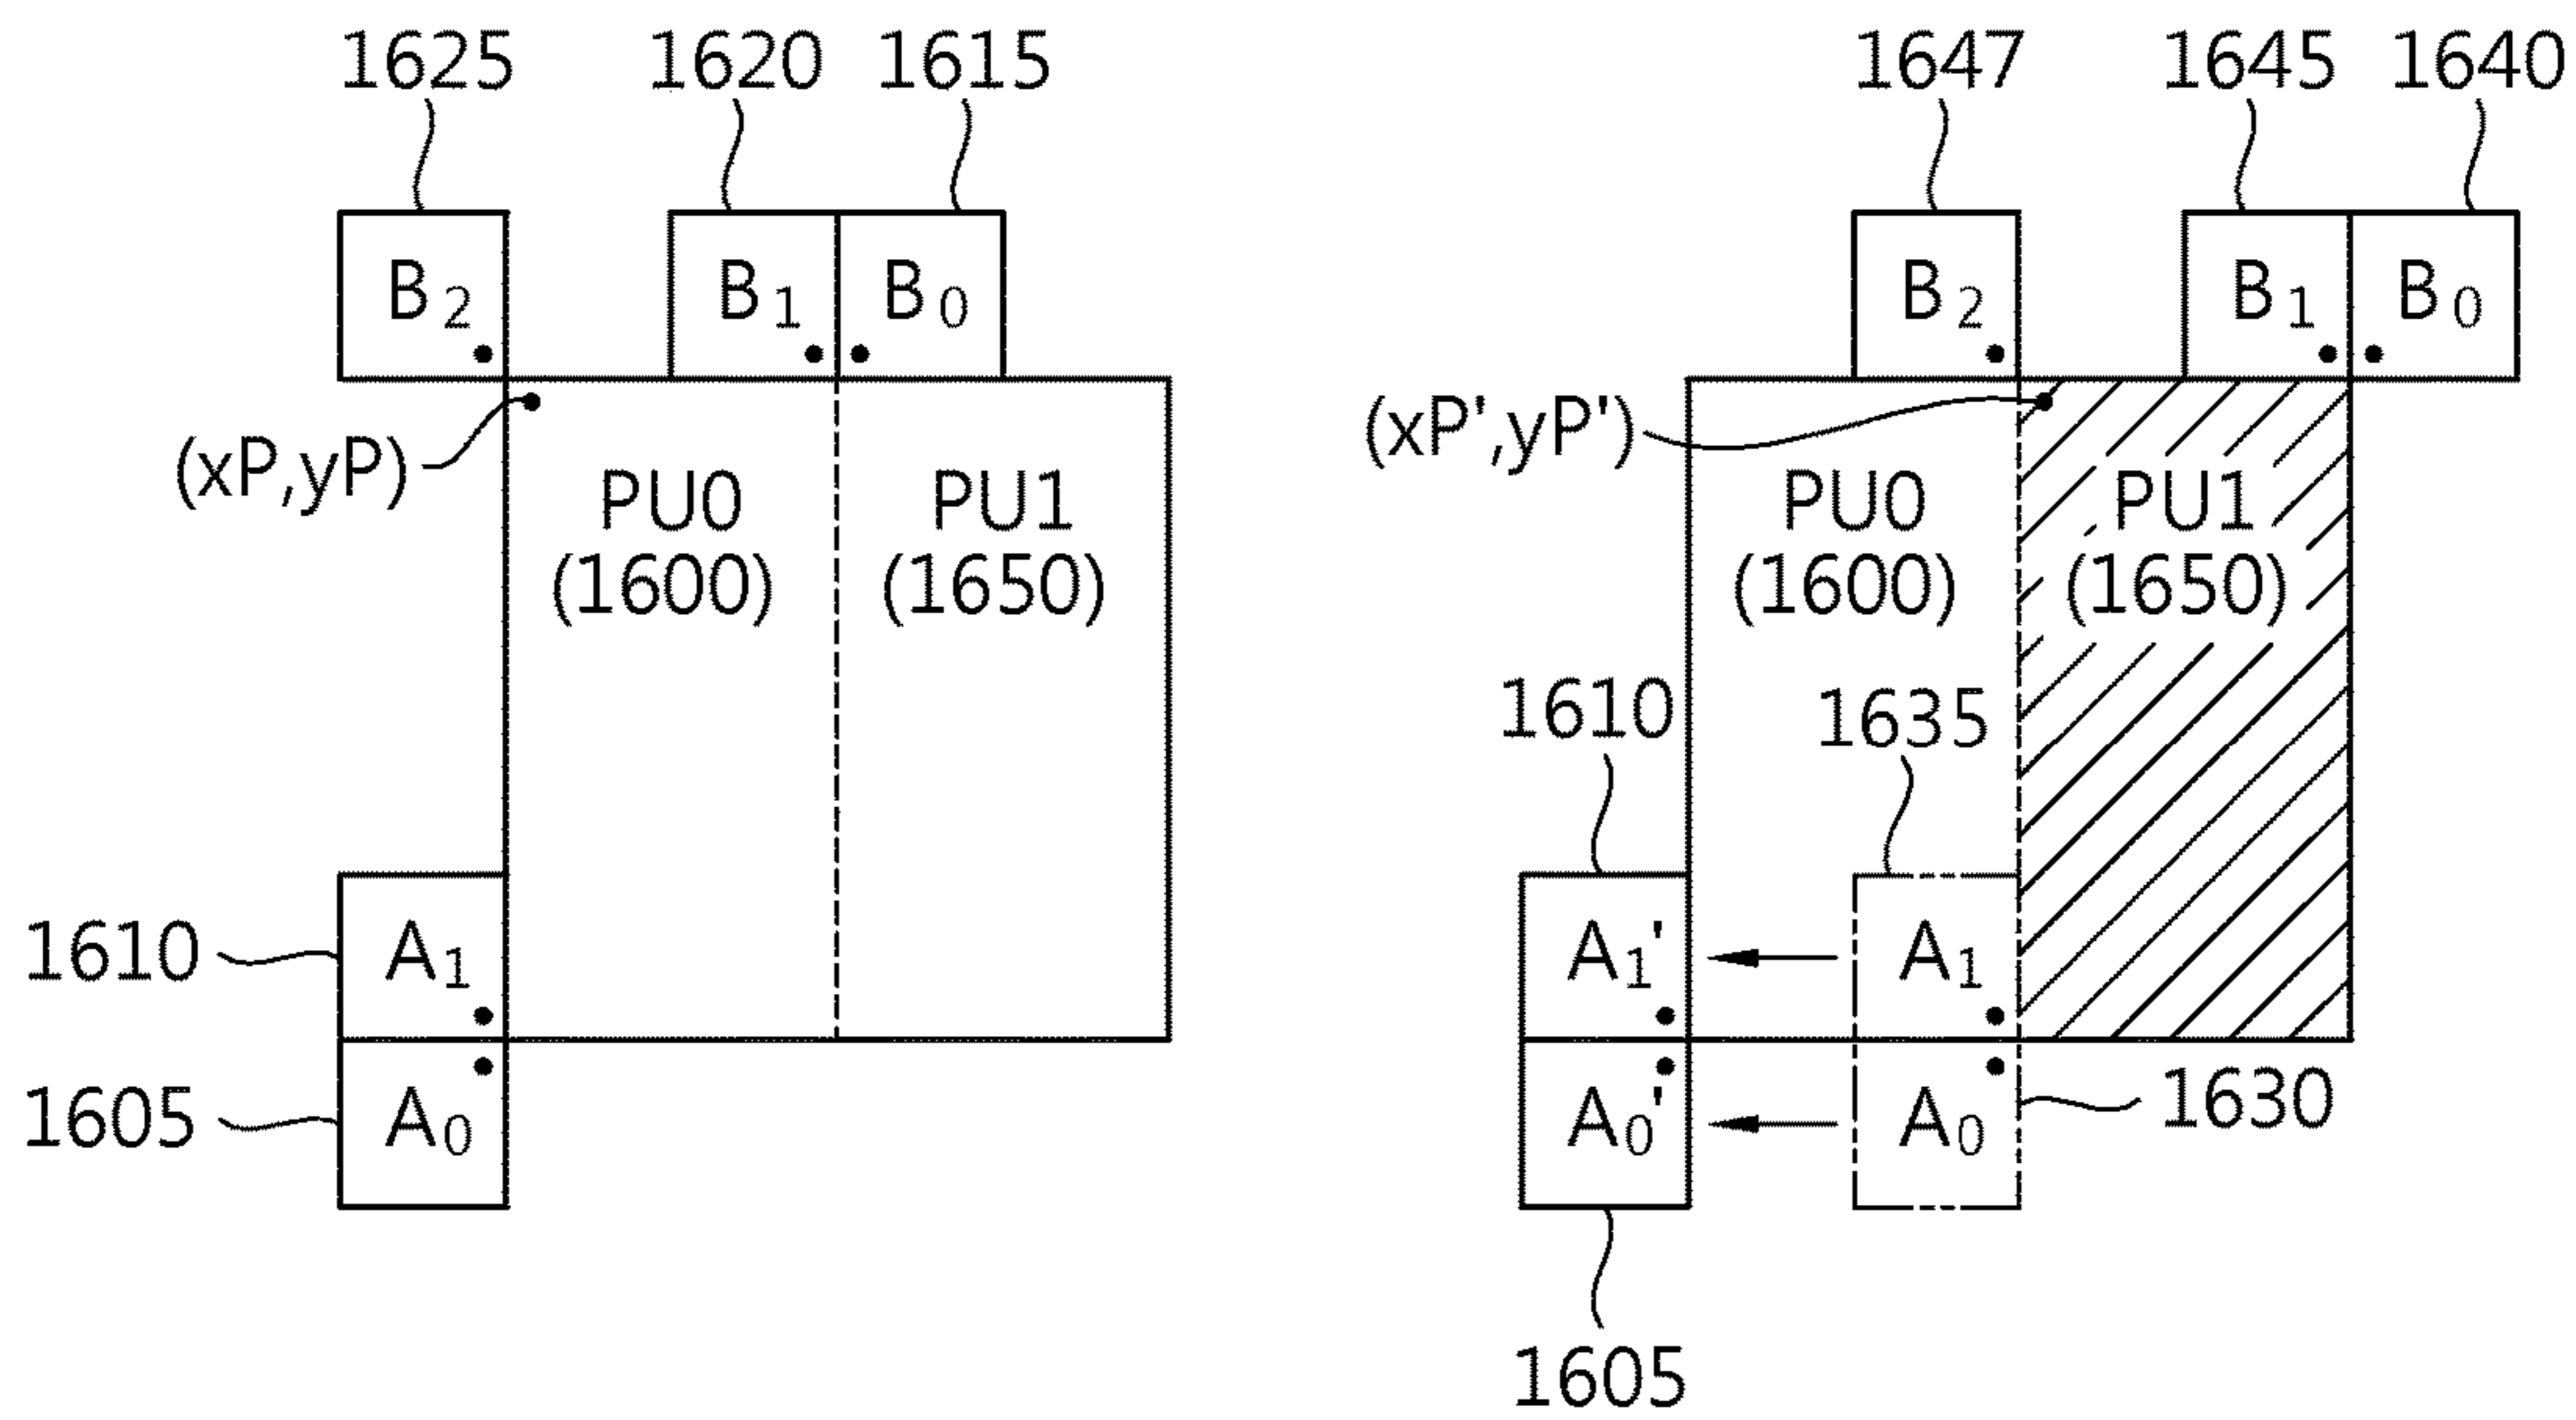 1625 1620 1615
B2 B1 B0
(xP,yP)
PU0
(1600)
PU1
(1650)
1610 A1
1605 A0
1647 1645 1640
B2 B1 B0
(xP',yP')
PU0
(1600)
PU1
(1650)
1610 1635
A1' A1
A0' A0 1630
1605